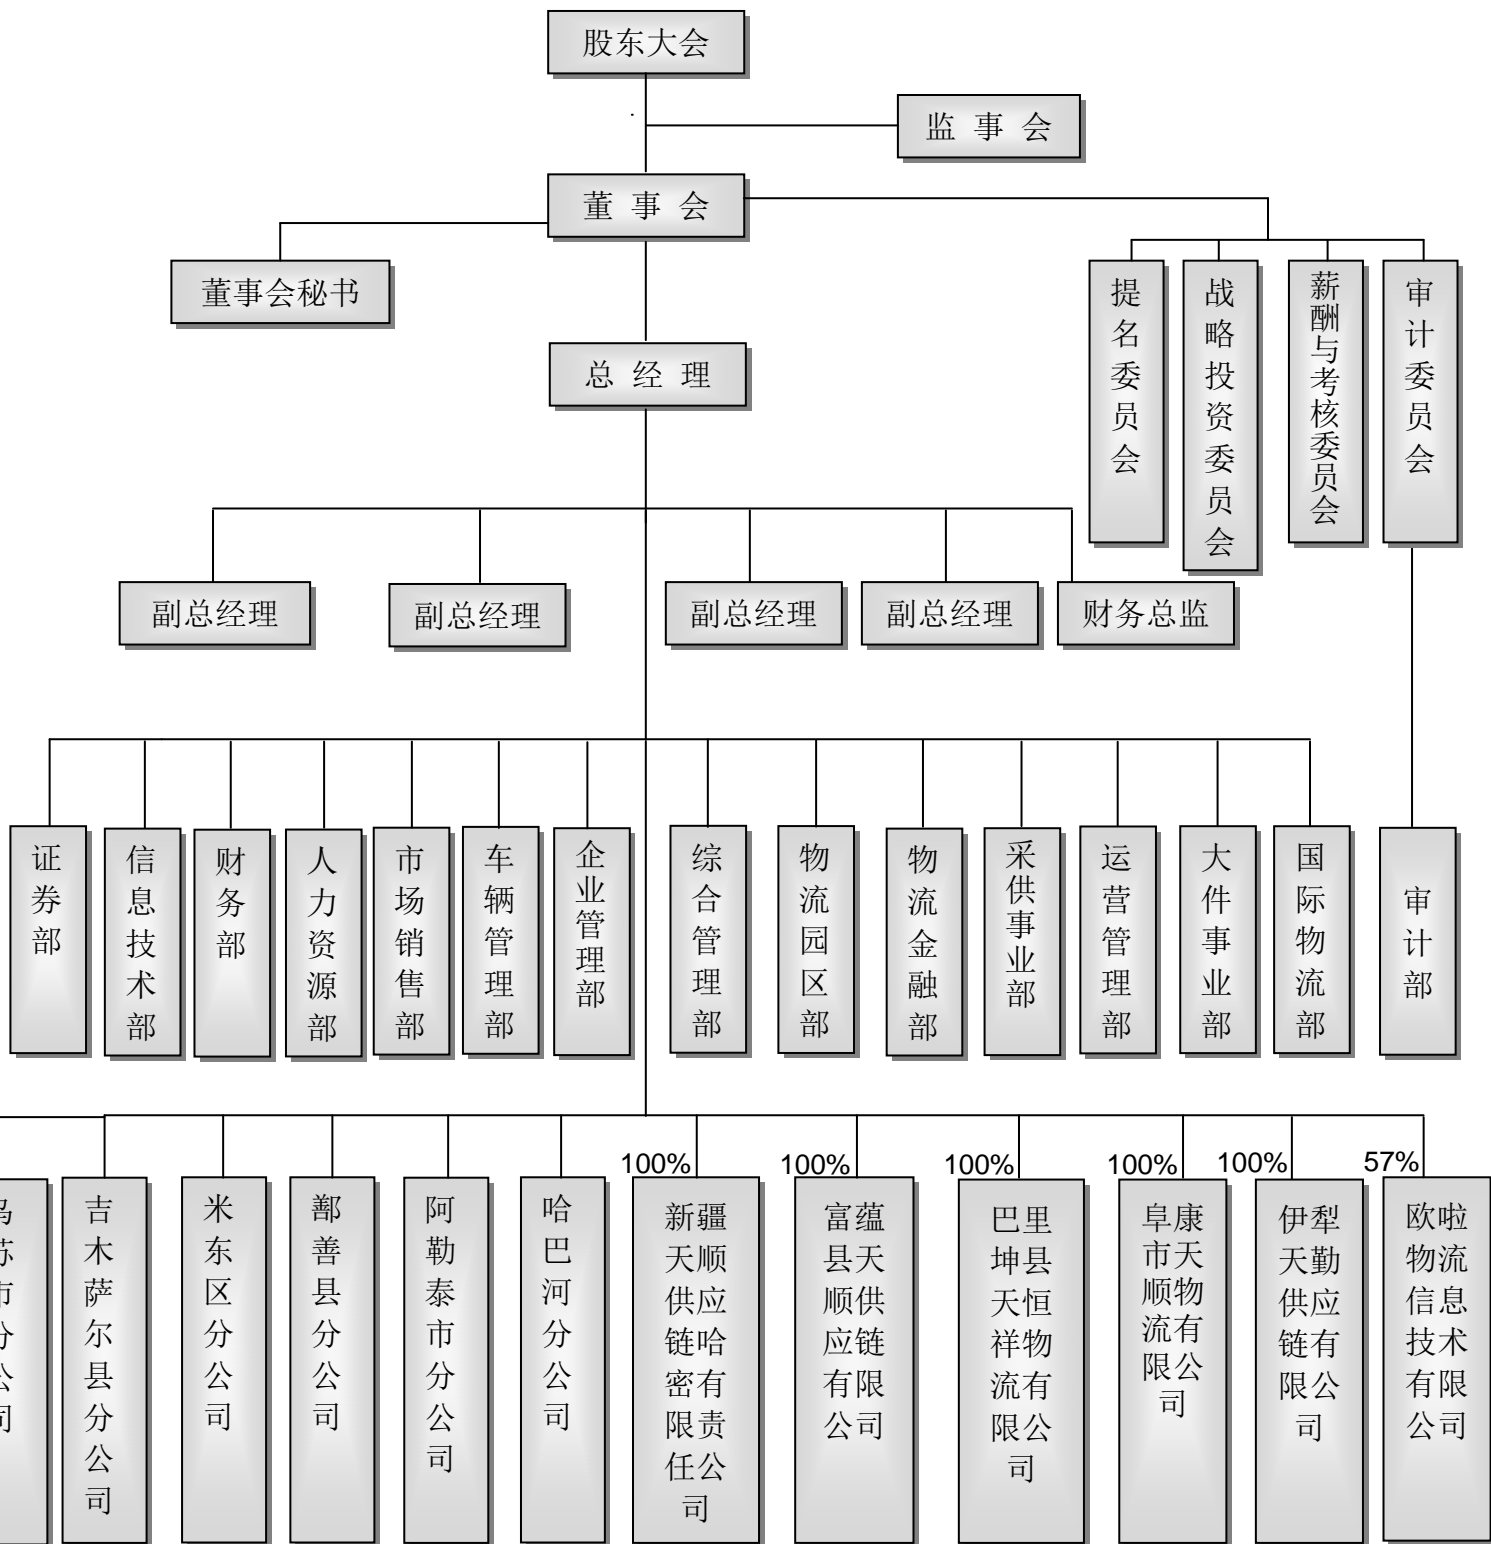 股东大会
监 事 会
董 事 会
董事会秘书
提名委员会
战略投资委员会
薪酬与考核委员会
审计委员会
总 经 理
副总经理
副总经理
副总经理
副总经理
财务总监
证券部
信息技术部
财务部
人力资源部
市场销售部
车辆管理部
企业管理部
综合管理部
物流园区部
物流金融部
采供事业部
运营管理部
大件事业部
国际物流部
审计部
100%
100%
100%
100%
100%
57%
乌苏市分公司
吉木萨尔县分公司
米东区分公司
鄯善县分公司
阿勒泰市分公司
哈巴河分公司
新疆天顺供应链哈密有限责任公司
富蕴县天顺供应链有限公司
巴里坤县天恒祥物流有限公司
阜康市天顺物流有限公司
伊犁天勤供应链有限公司
欧啦物流信息技术有限公司